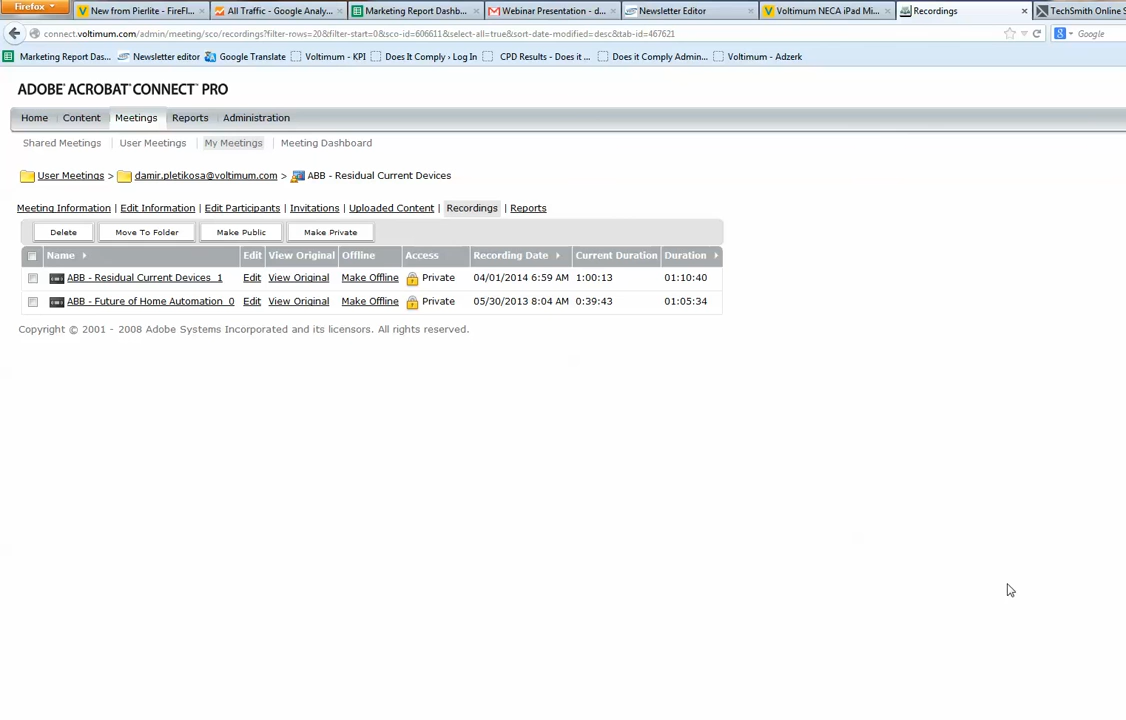 Firefox
New from Pierlite - FireFl... All Traffic - Google Analy... Marketing Report Dashb... Webinar Presentation - d... Newsletter Editor Voltimum NECA iPad Mi... Recordings TechSmith Online S
connect.voltimum.com/admin/meeting/sco/recordings?filter-rows=20&filter-start=0&sco-id=606611&select-all=true&sort-date-modified=desc&tab-id=467621 Google
Marketing Report Das... Newsletter editor Google Translate Voltimum - KPI Does It Comply › Log In CPD Results - Does it ... Does it Comply Admin... Voltimum - Adzerk
ADOBE® ACROBAT® CONNECT™ PRO
Home Content Meetings Reports Administration
Shared Meetings User Meetings My Meetings Meeting Dashboard
User Meetings > damir.pletikosa@voltimum.com > ABB - Residual Current Devices
Meeting Information | Edit Information | Edit Participants | Invitations | Uploaded Content | Recordings | Reports
Delete Move To Folder Make Public Make Private
Name Edit View Original Offline Access Recording Date Current Duration Duration
ABB - Residual Current Devices_1 Edit View Original Make Offline Private 04/01/2014 6:59 AM 1:00:13 01:10:40
ABB - Future of Home Automation_0 Edit View Original Make Offline Private 05/30/2013 8:04 AM 0:39:43 01:05:34
Copyright © 2001 - 2008 Adobe Systems Incorporated and its licensors. All rights reserved.